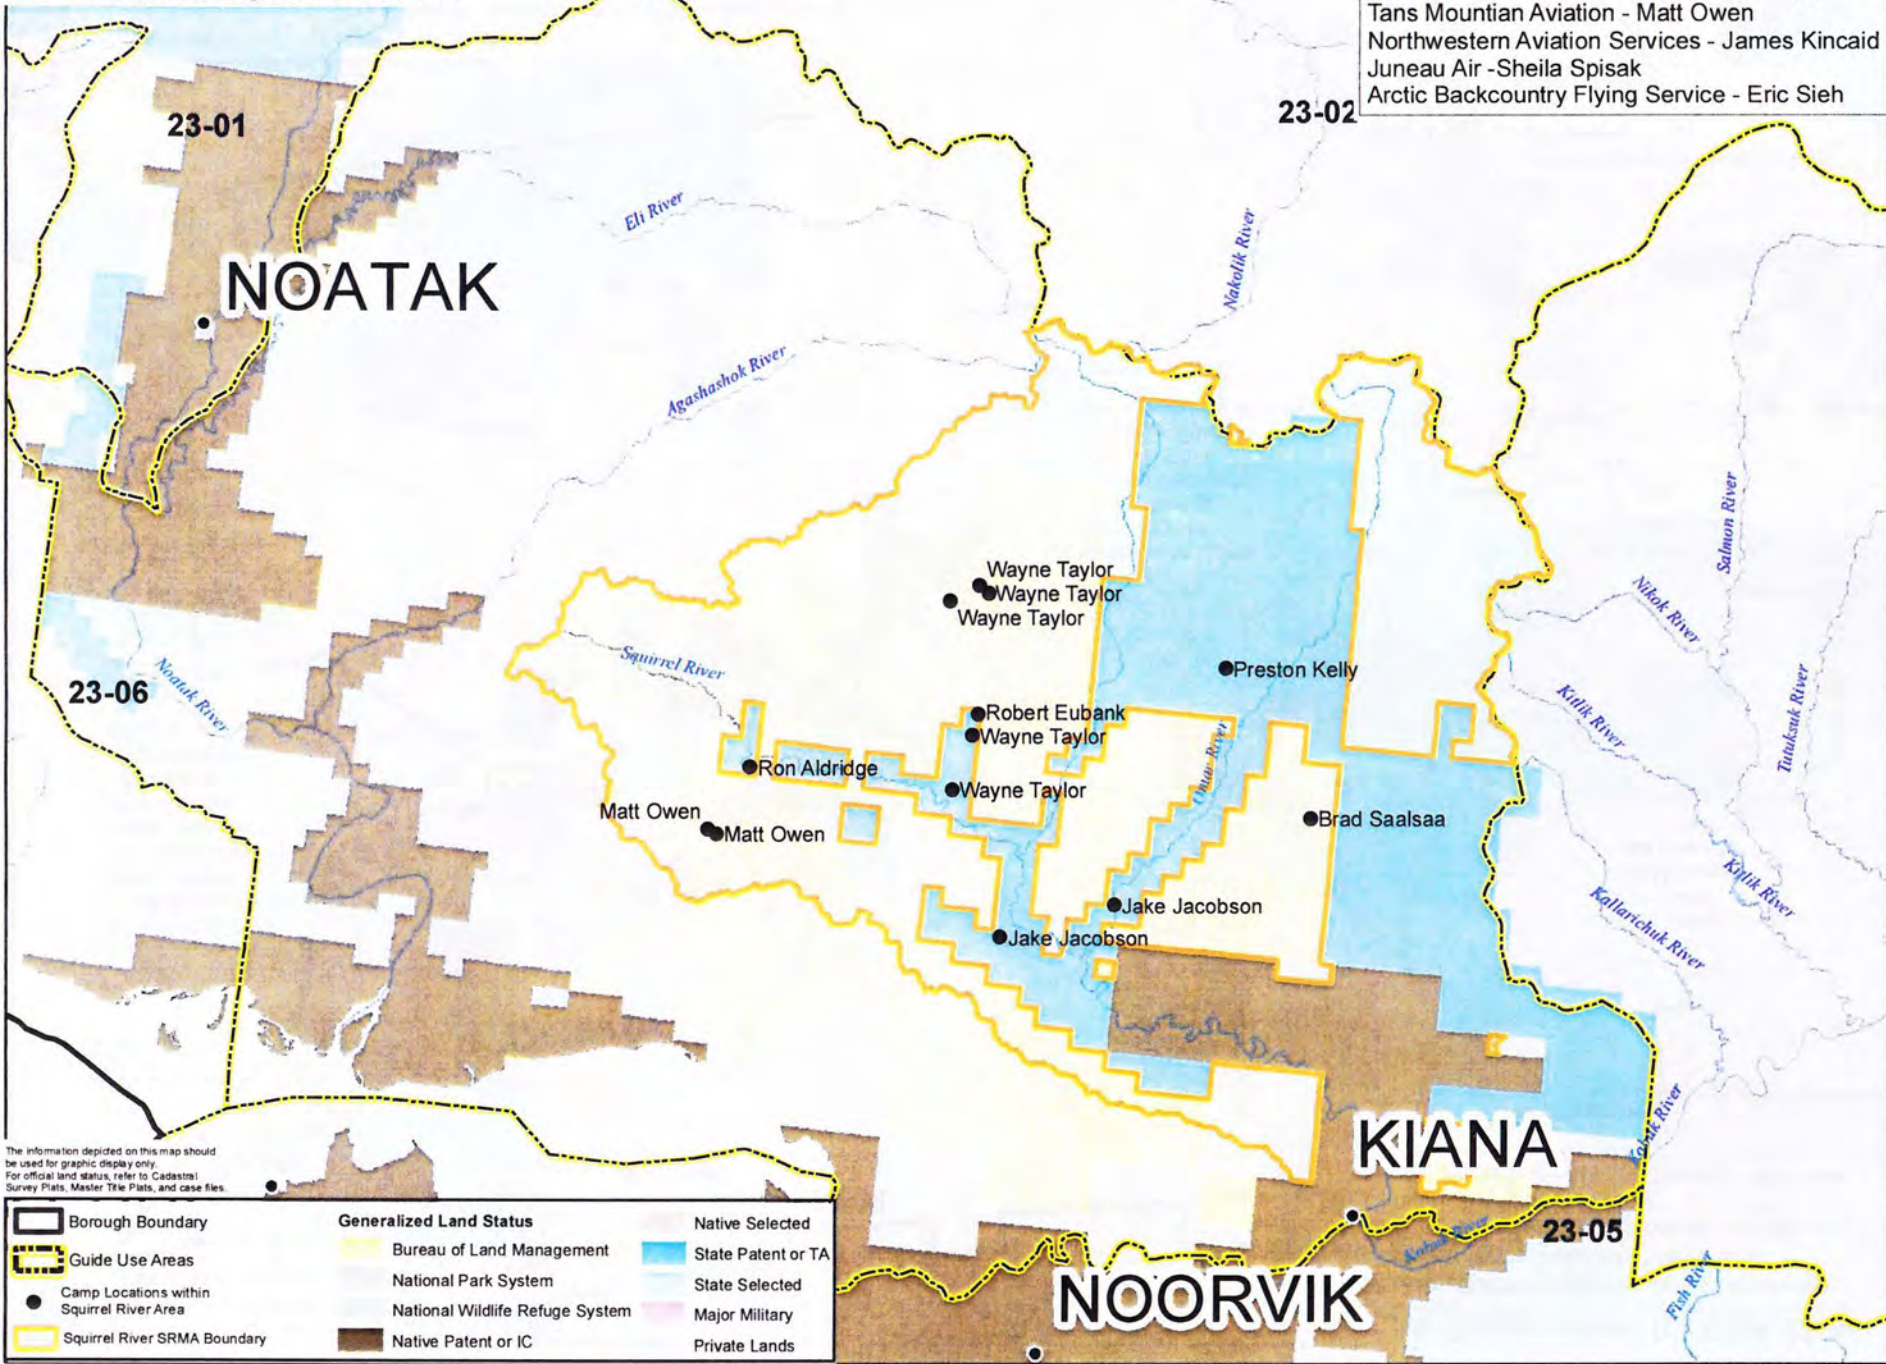 Tans Mountian Aviation - Matt Owen
Northwestern Aviation Services - James Kincaid
Juneau Air -Sheila Spisak
Arctic Backcountry Flying Service - Eric Sieh
23-02
23-01
Eli River
Nakolik River
NOATAK
Agashashok River
Salmon River
Wayne Taylor
Wayne Taylor
Wayne Taylor
Nikok River
Squirrel River
Preston Kelly
23-06
Noatak River
Kitlik River
Tutuksuk River
Robert Eubank
Wayne Taylor
Omar River
Ron Aldridge
Wayne Taylor
Matt Owen
Matt Owen
Brad Saalsaa
Kitlik River
Kallarichuk River
Jake Jacobson
Jake Jacobson
KIANA
Kobuk River
23-05
Kobuk River
NOORVIK
Fish River
The information depicted on this map should
be used for graphic display only.
For official land status, refer to Cadastral
Survey Plats, Master Title Plats, and case files.
Borough Boundary
Guide Use Areas
Camp Locations within
Squirrel River Area
Squirrel River SRMA Boundary
Generalized Land Status
Bureau of Land Management
National Park System
National Wildlife Refuge System
Native Patent or IC
Native Selected
State Patent or TA
State Selected
Major Military
Private Lands